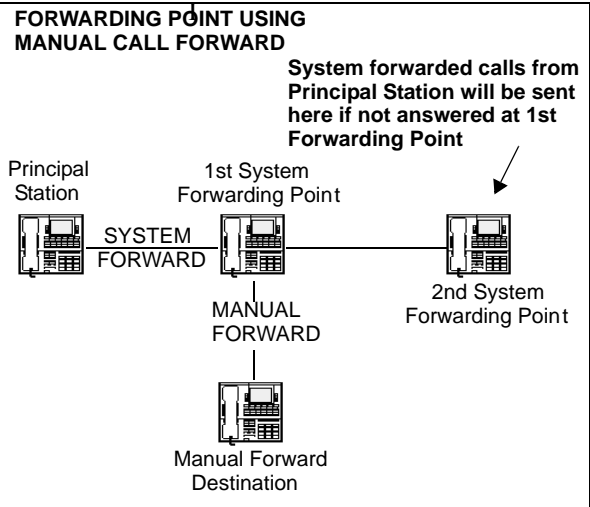 FORWARDING POINT USING
MANUAL CALL FORWARD
System forwarded calls from
Principal Station will be sent
here if not answered at 1st
Forwarding Point
Principal
Station
1st System
Forwarding Point
SYSTEM
FORWARD
2nd System
Forwarding Point
MANUAL
FORWARD
Manual Forward
Destination